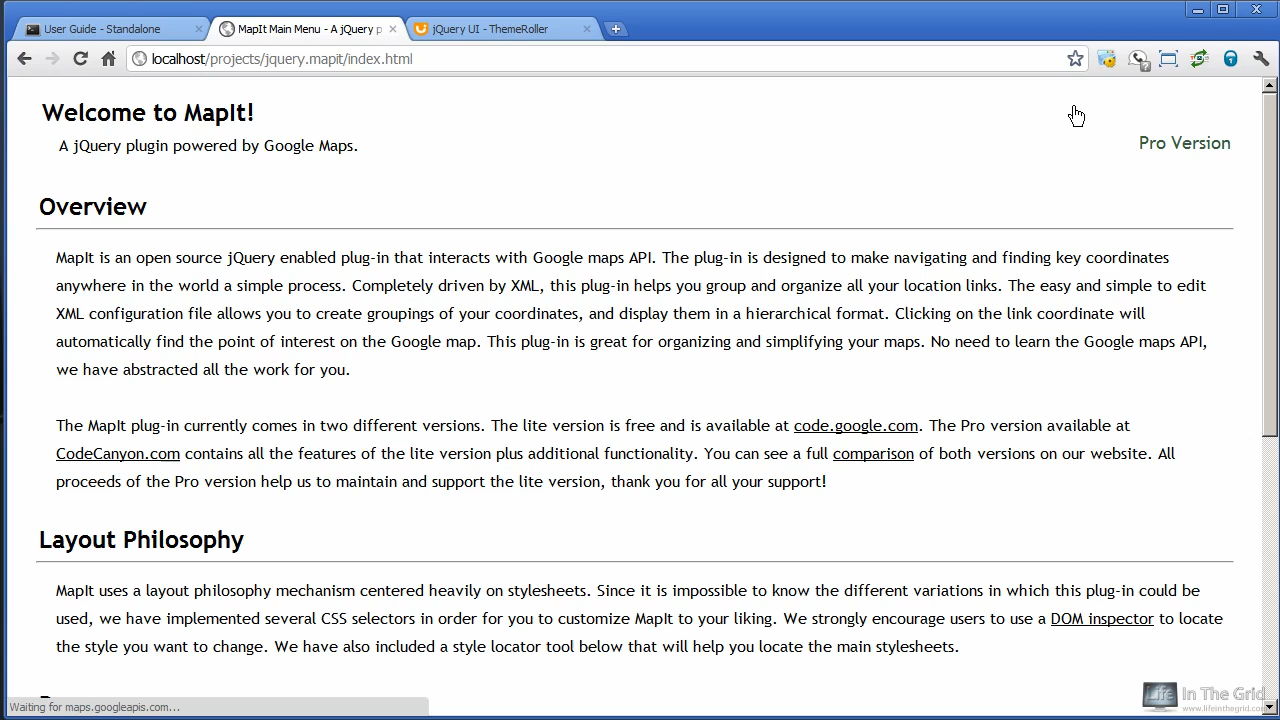 User Guide - Standalone
MapIt Main Menu - A jQuery p
jQuery UI - ThemeRoller
localhost/projects/jquery.mapit/index.html
Welcome to MapIt!
A jQuery plugin powered by Google Maps.
Pro Version
Overview
MapIt is an open source jQuery enabled plug-in that interacts with Google maps API. The plug-in is designed to make navigating and finding key coordinates
anywhere in the world a simple process. Completely driven by XML, this plug-in helps you group and organize all your location links. The easy and simple to edit
XML configuration file allows you to create groupings of your coordinates, and display them in a hierarchical format. Clicking on the link coordinate will
automatically find the point of interest on the Google map. This plug-in is great for organizing and simplifying your maps. No need to learn the Google maps API,
we have abstracted all the work for you.
The MapIt plug-in currently comes in two different versions. The lite version is free and is available at code.google.com. The Pro version available at
CodeCanyon.com contains all the features of the lite version plus additional functionality. You can see a full comparison of both versions on our website. All
proceeds of the Pro version help us to maintain and support the lite version, thank you for all your support!
Layout Philosophy
MapIt uses a layout philosophy mechanism centered heavily on stylesheets. Since it is impossible to know the different variations in which this plug-in could be
used, we have implemented several CSS selectors in order for you to customize MapIt to your liking. We strongly encourage users to use a DOM inspector to locate
the style you want to change. We have also included a style locator tool below that will help you locate the main stylesheets.
Waiting for maps.googleapis.com...
Life In The Grid
www.lifeinthegrid.com